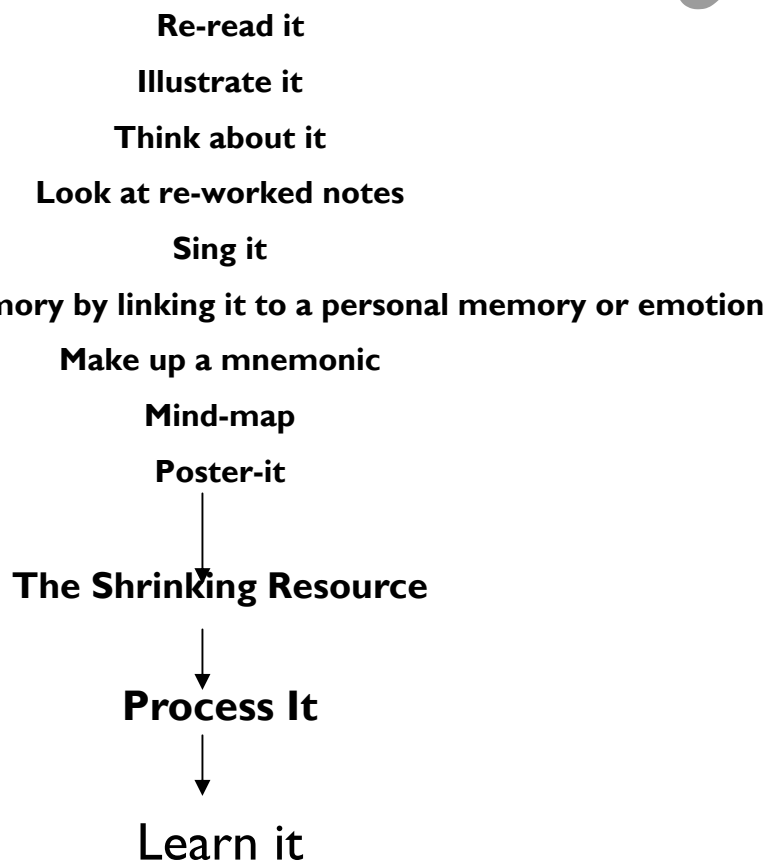 Re-read it
Illustrate it
Think about it
Look at re-worked notes
Sing it
by linking it to a personal memory or emotion
Make up a mnemonic
Mind-map
Poster-it
The Shrinking Resource
Process It
Learn it